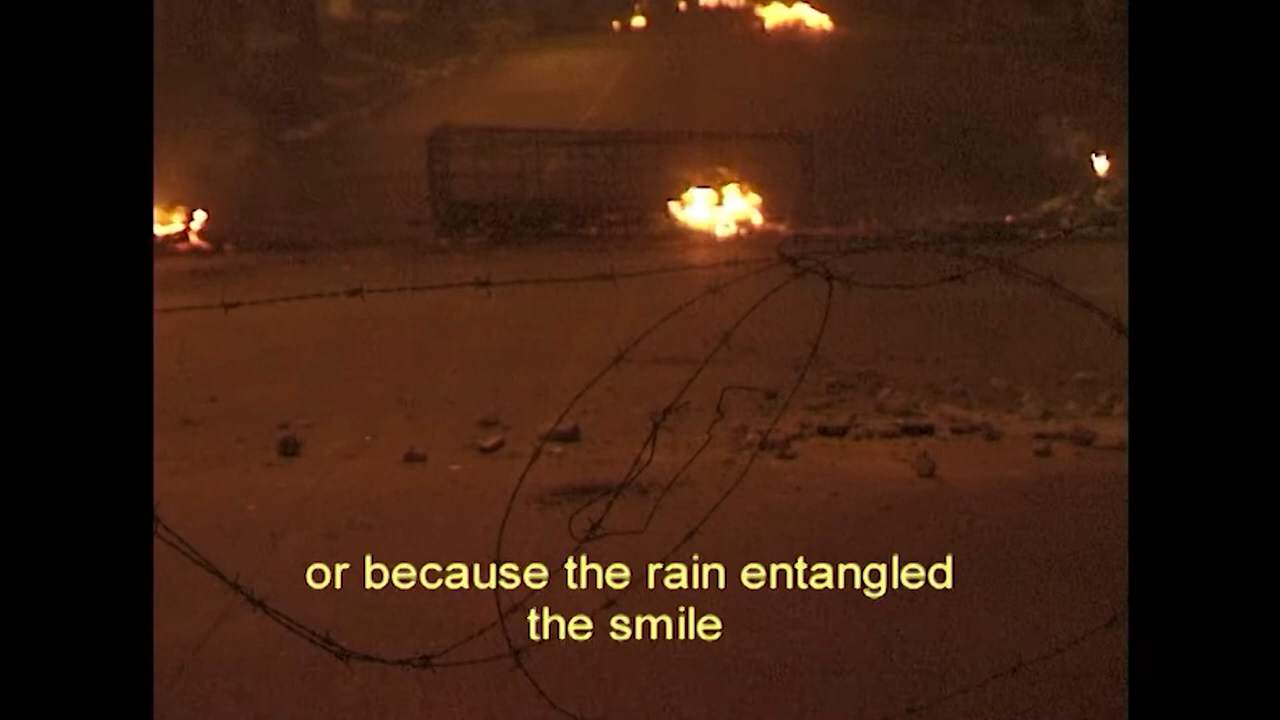 or because the rain entangled
the smile